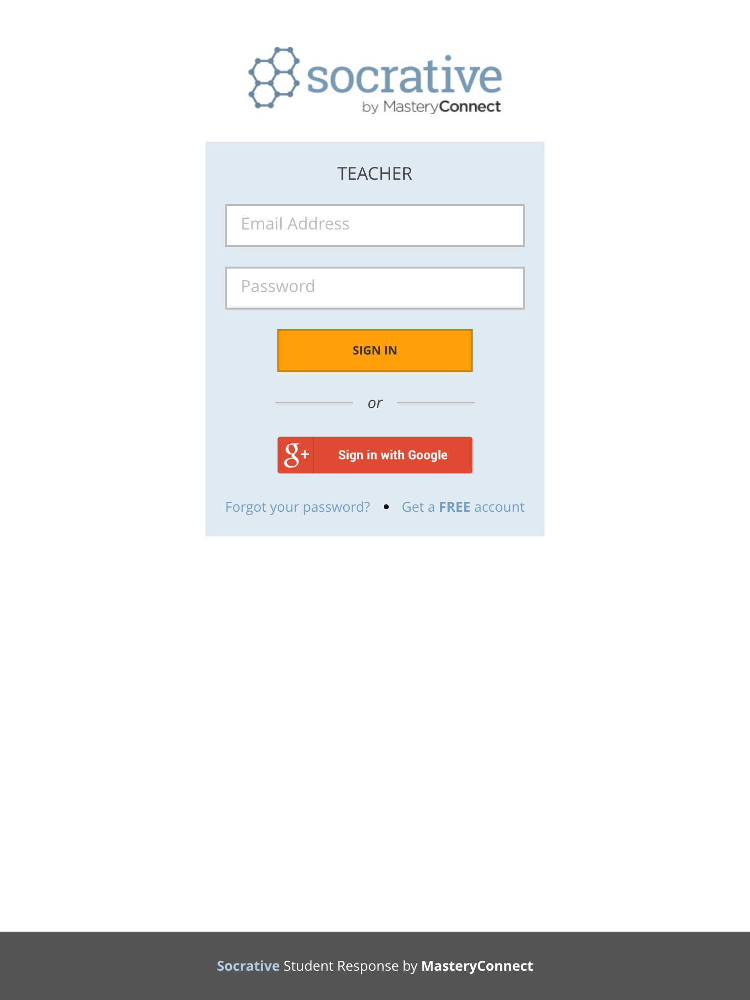 socrative
by MasteryConnect
TEACHER
Email Address
Password
SIGN IN
or
g+ Sign in with Google
Forgot your password? • Get a FREE account
Socrative Student Response by MasteryConnect